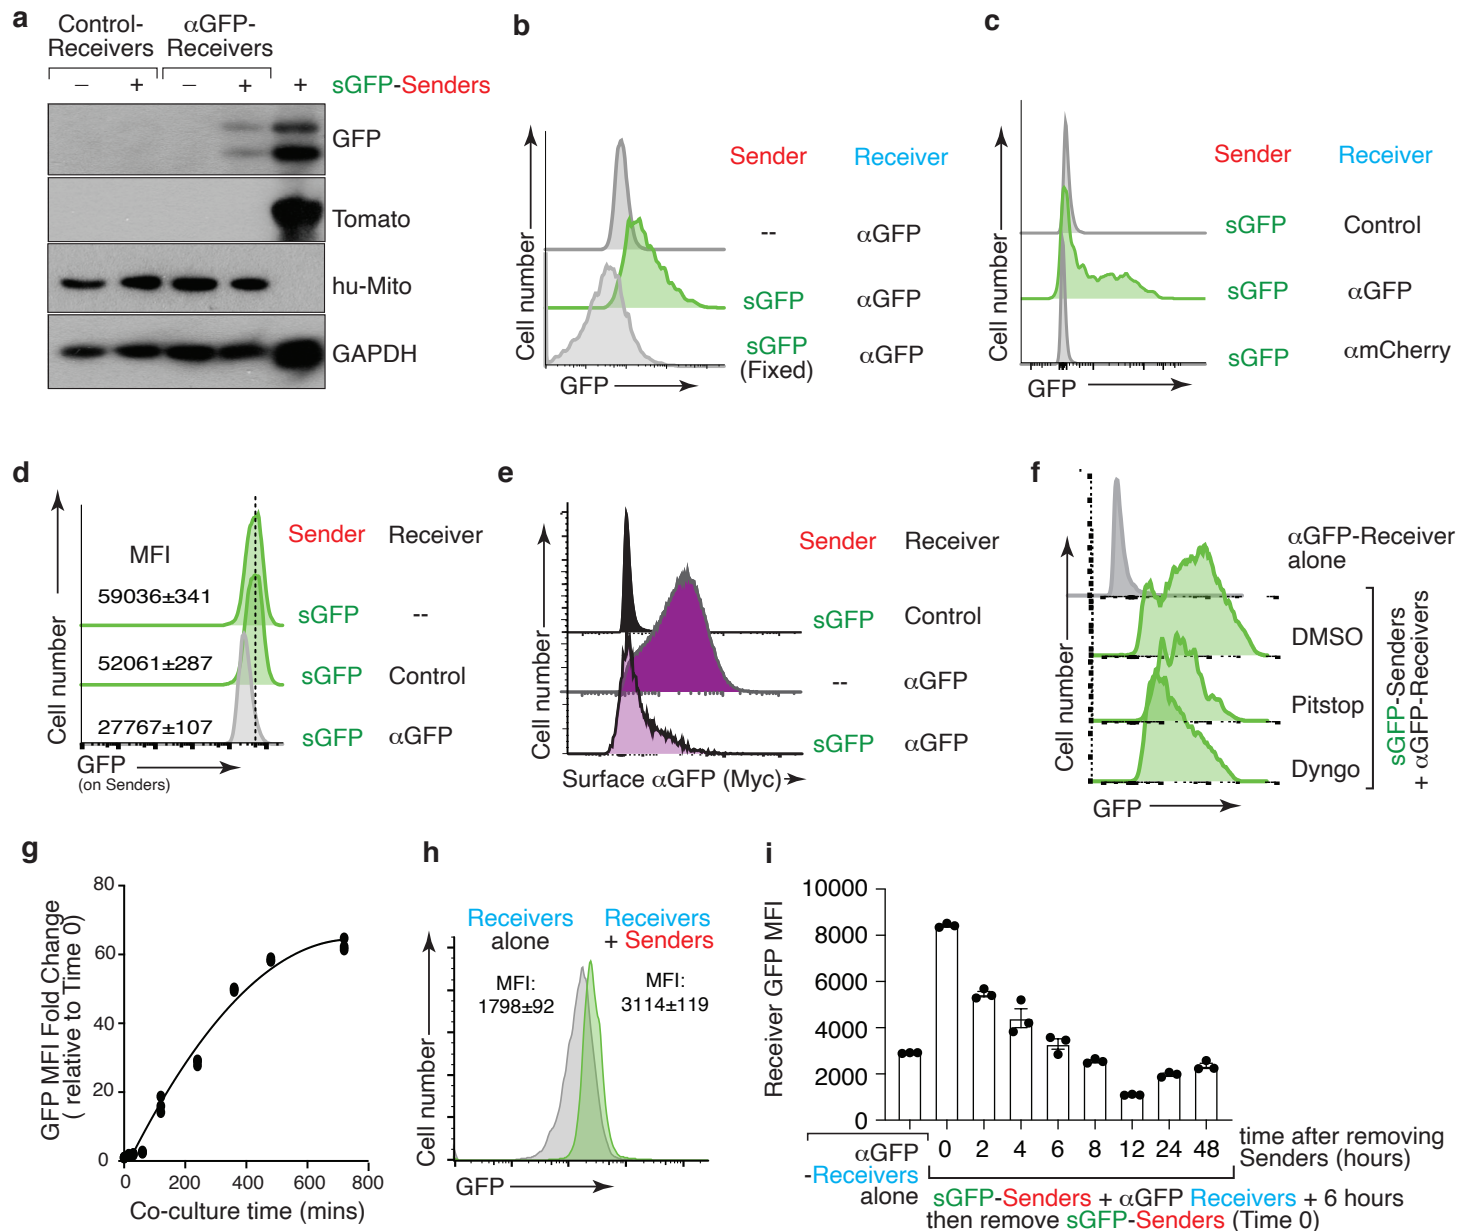 a
Control-
Receivers
αGFP-
Receivers
− + − + + sGFP-Senders
GFP
Tomato
hu-Mito
GAPDH
b
Sender Receiver
-- αGFP
sGFP αGFP
sGFP
(Fixed) αGFP
Cell number
GFP
c
Sender Receiver
sGFP Control
sGFP αGFP
sGFP αmCherry
Cell number
GFP
d
Sender Receiver
MFI
59036±341 sGFP --
52061±287 sGFP Control
27767±107 sGFP αGFP
Cell number
GFP
(on Senders)
e
Sender Receiver
sGFP Control
-- αGFP
sGFP αGFP
Cell number
Surface αGFP (Myc)
f
αGFP-Receiver
alone
DMSO
Pitstop
Dyngo
sGFP-Senders
+ αGFP-Receivers
Cell number
GFP
g
GFP MFI Fold Change
( relative to Time 0)
80
60
40
20
0
0 200 400 600 800
Co-culture time (mins)
h
Receivers
alone
Receivers
+ Senders
MFI:
1798±92
MFI:
3114±119
Cell number
GFP
i
Receiver GFP MFI
10000
8000
6000
4000
2000
0
αGFP
-Receivers
alone
0 2 4 6 8 12 24 48
time after removing
Senders (hours)
sGFP-Senders + αGFP Receivers + 6 hours
then remove sGFP-Senders (Time 0)